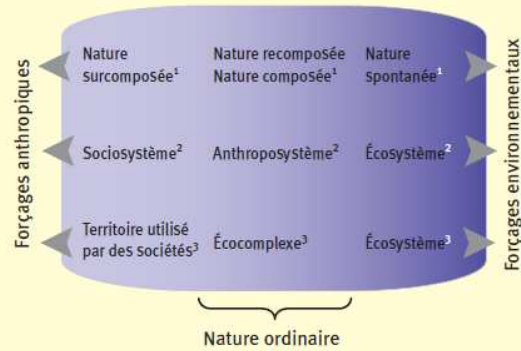 Forçages anthropiques
Nature
surcomposée¹
Nature recomposée
Nature composée¹
Nature
spontanée¹
Sociosystème²
Anthroposystème²
Écosystème²
Territoire utilisé
par des sociétés³
Écocomplexe³
Écosystème³
Forçages environnementaux
Nature ordinaire